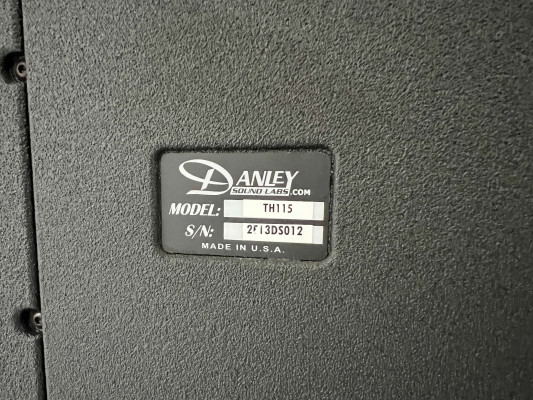 DANLEY
SOUND LABS.COM
MODEL: TH115
S/N: 2F13DS012
MADE IN U.S.A.